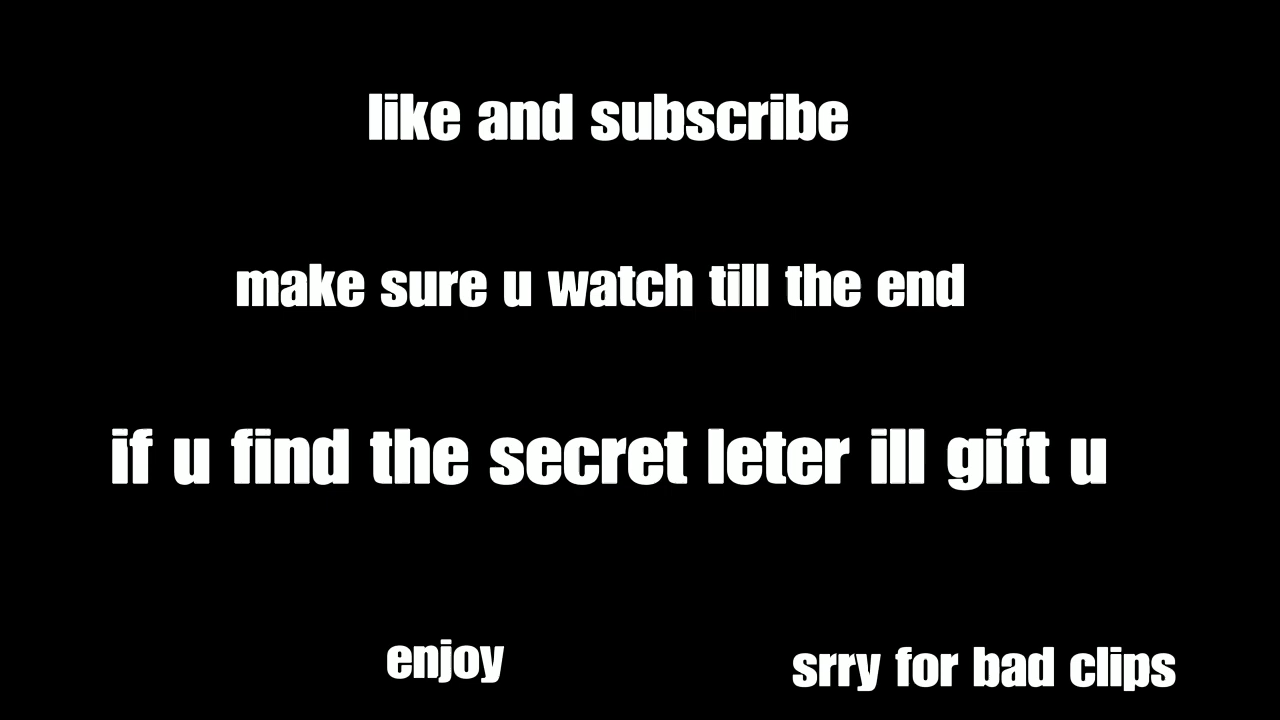 like and subscribe
make sure u watch till the end
if u find the secret leter ill gift u
enjoy
srry for bad clips